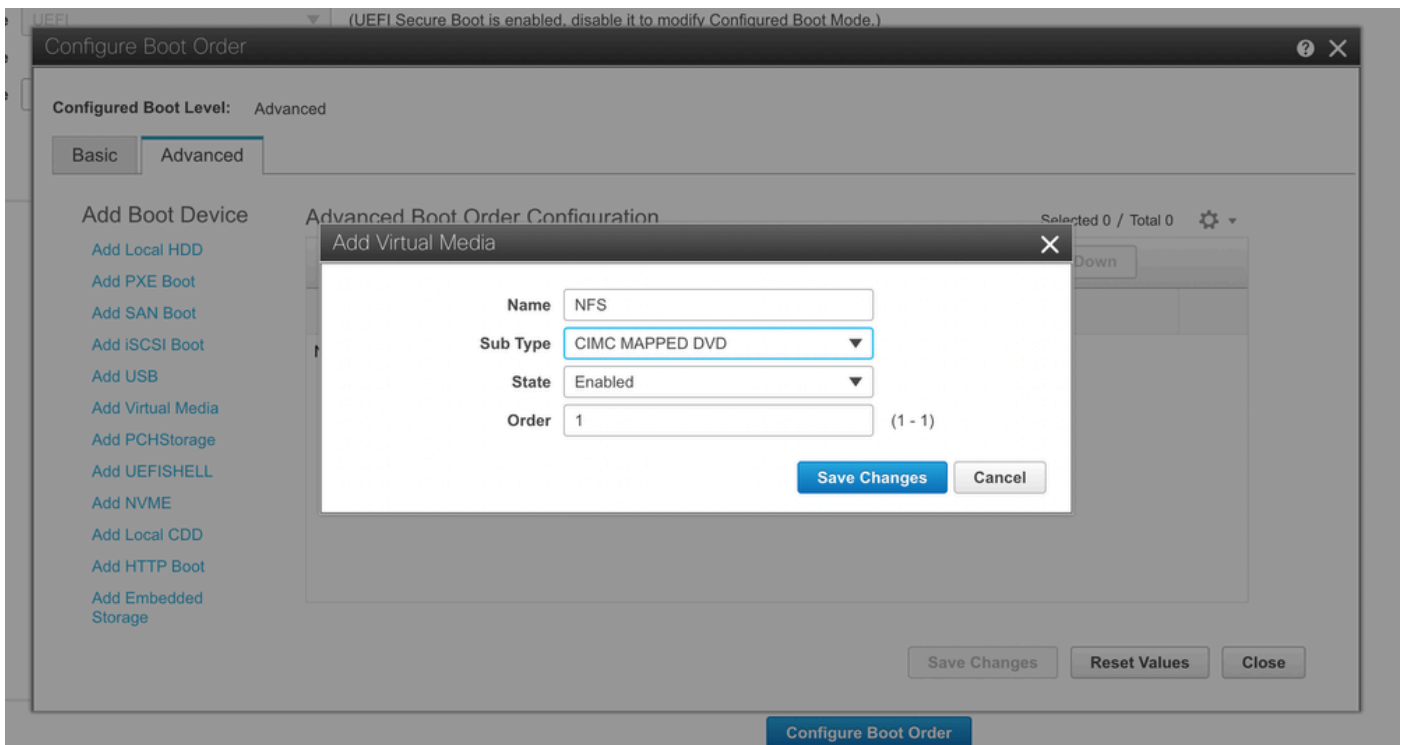 UEFI
(UEFI Secure Boot is enabled, disable it to modify Configured Boot Mode.)
Configure Boot Order
Configured Boot Level: Advanced
Basic
Advanced
Add Boot Device
Add Local HDD
Add PXE Boot
Add SAN Boot
Add iSCSI Boot
Add USB
Add Virtual Media
Add PCHStorage
Add UEFISHELL
Add NVME
Add Local CDD
Add HTTP Boot
Add Embedded
Storage
Advanced Boot Order Configuration
Selected 0 / Total 0
Down
Add Virtual Media
Name NFS
Sub Type CIMC MAPPED DVD
State Enabled
Order 1 (1 - 1)
Save Changes
Cancel
Save Changes
Reset Values
Close
Configure Boot Order